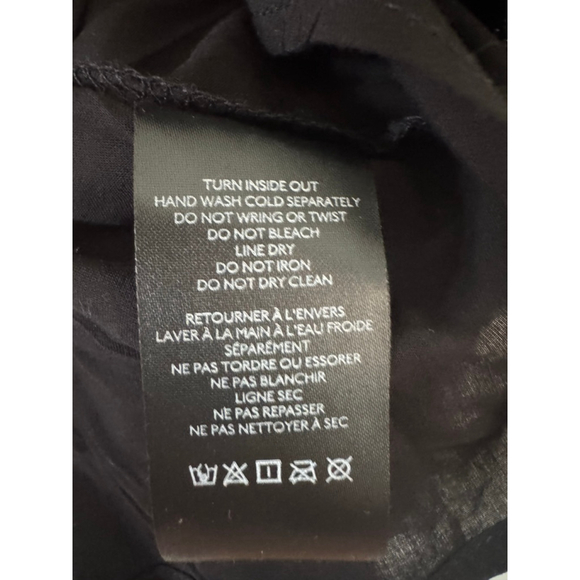 TURN INSIDE OUT
HAND WASH COLD SEPARATELY
DO NOT WRING OR TWIST
DO NOT BLEACH
LINE DRY
DO NOT IRON
DO NOT DRY CLEAN
RETOURNER À L'ENVERS
LAVER À LA MAIN À L'EAU FROIDE
SÉPARÉMENT
NE PAS TORDRE OU ESSORER
NE PAS BLANCHIR
LIGNE SEC
NE PAS REPASSER
NE PAS NETTOYER À SEC